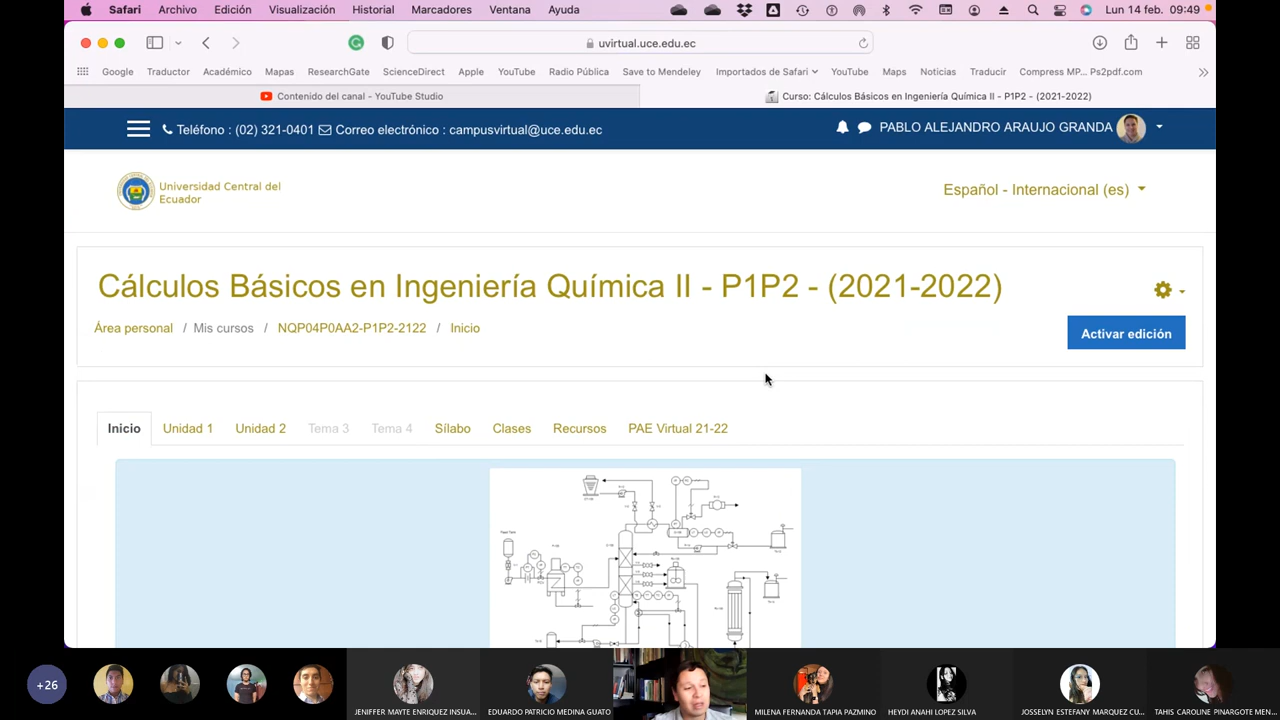 Safari Archivo Edición Visualización Historial Marcadores Ventana Ayuda Lun 14 feb. 09:49
uvirtual.uce.edu.ec
Google Traductor Académico Mapas ResearchGate ScienceDirect Apple YouTube Radio Pública Save to Mendeley Importados de Safari YouTube Maps Noticias Traducir Compress MP... Ps2pdf.com
Contenido del canal - YouTube Studio Curso: Cálculos Básicos en Ingeniería Química II - P1P2 - (2021-2022)
Teléfono : (02) 321-0401 Correo electrónico : campusvirtual@uce.edu.ec PABLO ALEJANDRO ARAUJO GRANDA
Universidad Central del
Ecuador
Español - Internacional (es)
Cálculos Básicos en Ingeniería Química II - P1P2 - (2021-2022)
Área personal / Mis cursos / NQP04P0AA2-P1P2-2122 / Inicio
Activar edición
Inicio Unidad 1 Unidad 2 Tema 3 Tema 4 Sílabo Clases Recursos PAE Virtual 21-22
+26
JENIFFER MAYTE ENRIQUEZ INSUA... EDUARDO PATRICIO MEDINA GUATO MILENA FERNANDA TAPIA PAZMINO HEYDI ANAHI LOPEZ SILVA JOSSELYN ESTEFANY MARQUEZ CU... TAHIS CAROLINE PINARGOTE MEN...